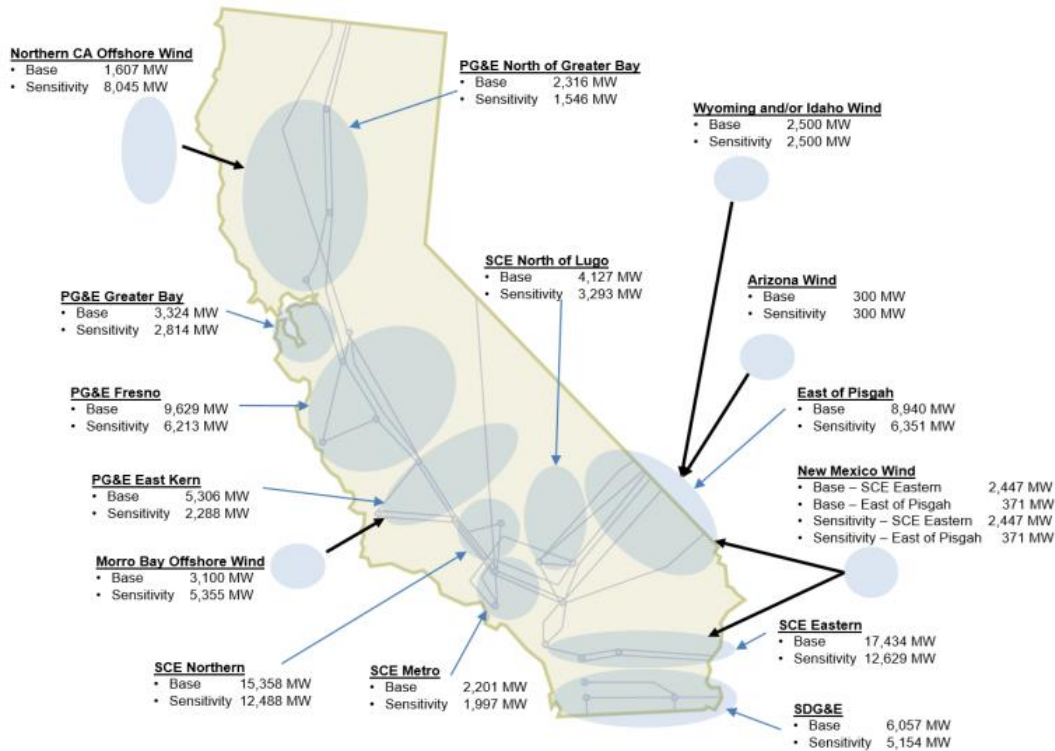 Northern CA Offshore Wind
• Base 1,607 MW
• Sensitivity 8,045 MW
PG&E North of Greater Bay
• Base 2,316 MW
• Sensitivity 1,546 MW
Wyoming and/or Idaho Wind
• Base 2,500 MW
• Sensitivity 2,500 MW
SCE North of Lugo
• Base 4,127 MW
• Sensitivity 3,293 MW
Arizona Wind
• Base 300 MW
• Sensitivity 300 MW
PG&E Greater Bay
• Base 3,324 MW
• Sensitivity 2,814 MW
PG&E Fresno
• Base 9,629 MW
• Sensitivity 6,213 MW
East of Pisgah
• Base 8,940 MW
• Sensitivity 6,351 MW
PG&E East Kern
• Base 5,306 MW
• Sensitivity 2,288 MW
New Mexico Wind
• Base – SCE Eastern 2,447 MW
• Base – East of Pisgah 371 MW
• Sensitivity – SCE Eastern 2,447 MW
• Sensitivity – East of Pisgah 371 MW
Morro Bay Offshore Wind
• Base 3,100 MW
• Sensitivity 5,355 MW
SCE Eastern
• Base 17,434 MW
• Sensitivity 12,629 MW
SCE Northern
• Base 15,358 MW
• Sensitivity 12,488 MW
SCE Metro
• Base 2,201 MW
• Sensitivity 1,997 MW
SDG&E
• Base 6,057 MW
• Sensitivity 5,154 MW